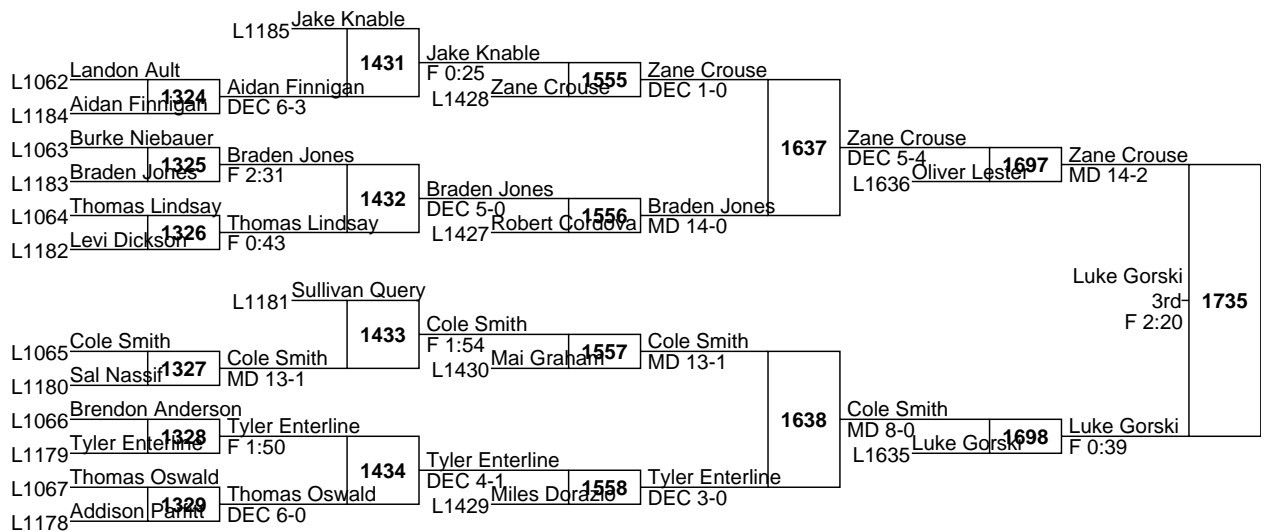 L1185 Jake Knable
1431
Jake Knable
F 0:25
L1062 Landon Ault
1324
L1184 Aidan Finnigan
Aidan Finnigan
DEC 6-3
L1428 Zane Crouse
1555
Zane Crouse
DEC 1-0
L1063 Burke Niebauer
1325
L1183 Braden Jones
Braden Jones
F 2:31
1432
Braden Jones
DEC 5-0
L1064 Thomas Lindsay
1326
L1182 Levi Dickson
Thomas Lindsay
F 0:43
L1427 Robert Cordova
1556
Braden Jones
MD 14-0
1637
Zane Crouse
DEC 5-4
L1636 Oliver Lester
1697
Zane Crouse
MD 14-2
L1181 Sullivan Query
1433
Cole Smith
F 1:54
L1065 Cole Smith
1327
L1180 Sal Nassif
Cole Smith
MD 13-1
L1430 Mai Graham
1557
Cole Smith
MD 13-1
L1066 Brendon Anderson
1328
L1179 Tyler Enterline
Tyler Enterline
F 1:50
1434
Tyler Enterline
DEC 4-1
L1067 Thomas Oswald
1329
L1178 Addison Parfitt
Thomas Oswald
DEC 6-0
L1429 Miles Dorazio
1558
Tyler Enterline
DEC 3-0
1638
Cole Smith
MD 8-0
L1635 Luke Gorski
1698
Luke Gorski
F 0:39
1735
Luke Gorski
3rd
F 2:20